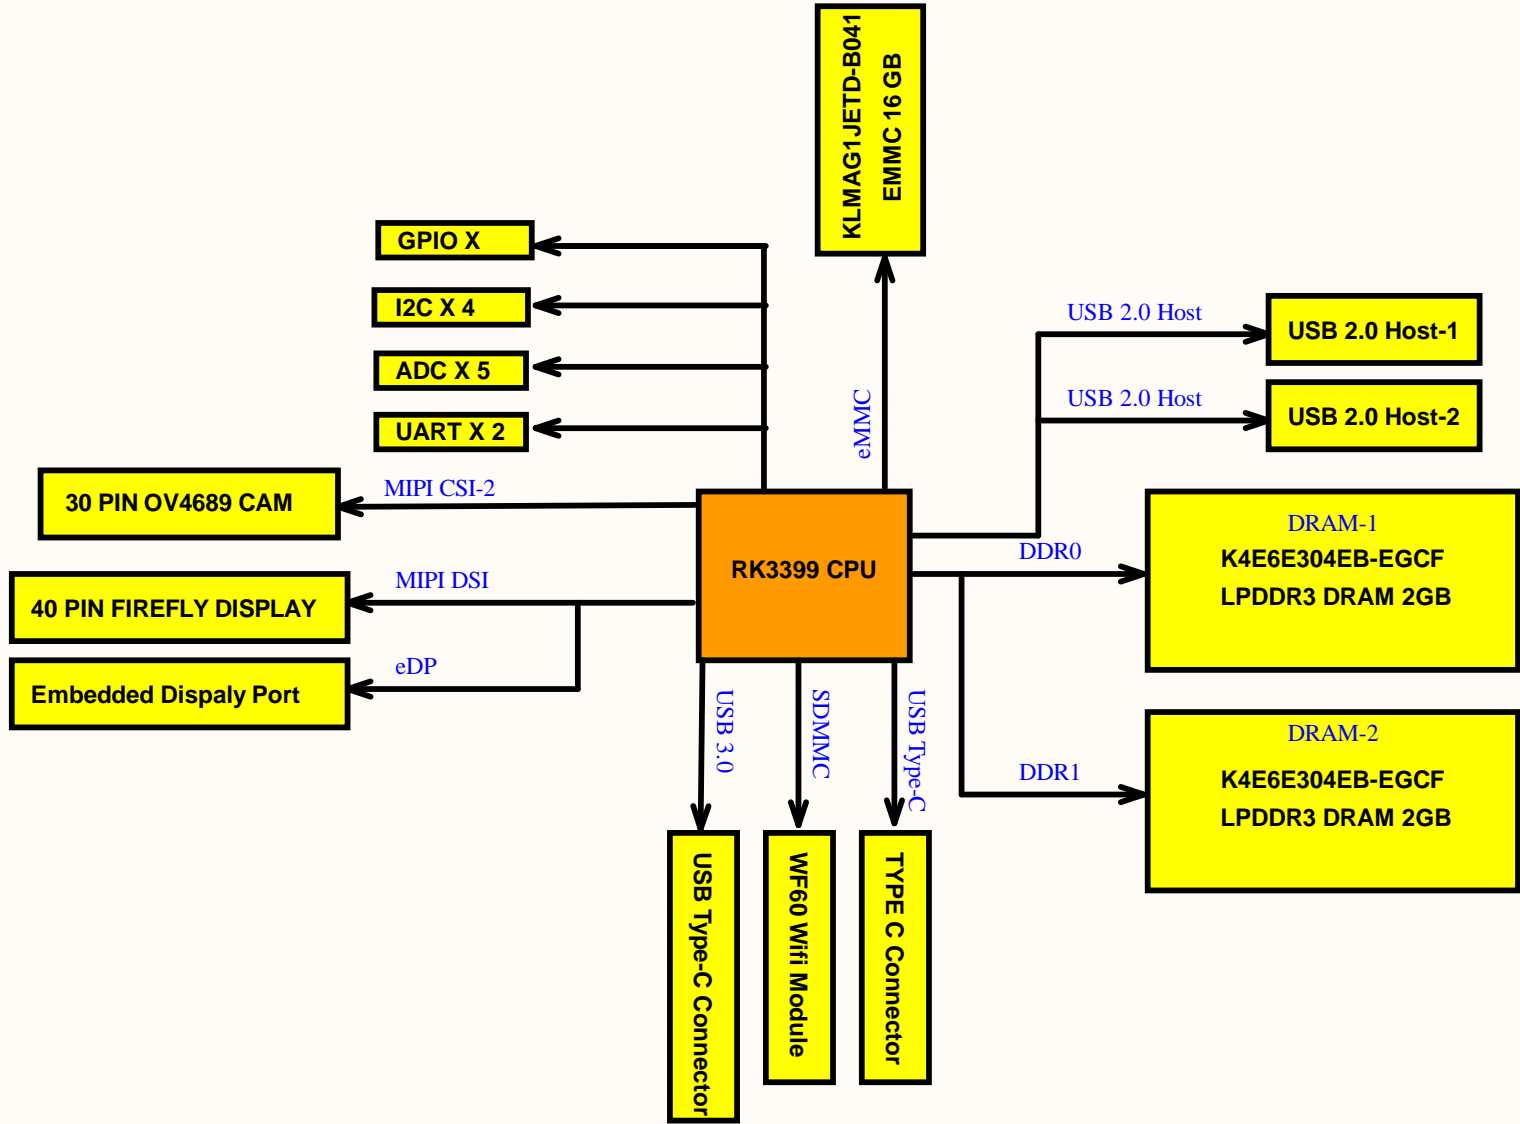 KLMAG1JETD-B041
EMMC 16 GB
GPIO X
I2C X 4
ADC X 5
UART X 2
eMMC
USB 2.0 Host
USB 2.0 Host-1
USB 2.0 Host
USB 2.0 Host-2
30 PIN OV4689 CAM
MIPI CSI-2
RK3399 CPU
DDR0
DRAM-1
K4E6E304EB-EGCF
LPDDR3 DRAM 2GB
MIPI DSI
40 PIN FIREFLY DISPLAY
eDP
Embedded Dispaly Port
USB 3.0
SDMMC
USB Type-C
DDR1
DRAM-2
K4E6E304EB-EGCF
LPDDR3 DRAM 2GB
USB Type-C Connector
WF60 Wifi Module
TYPE C Connector